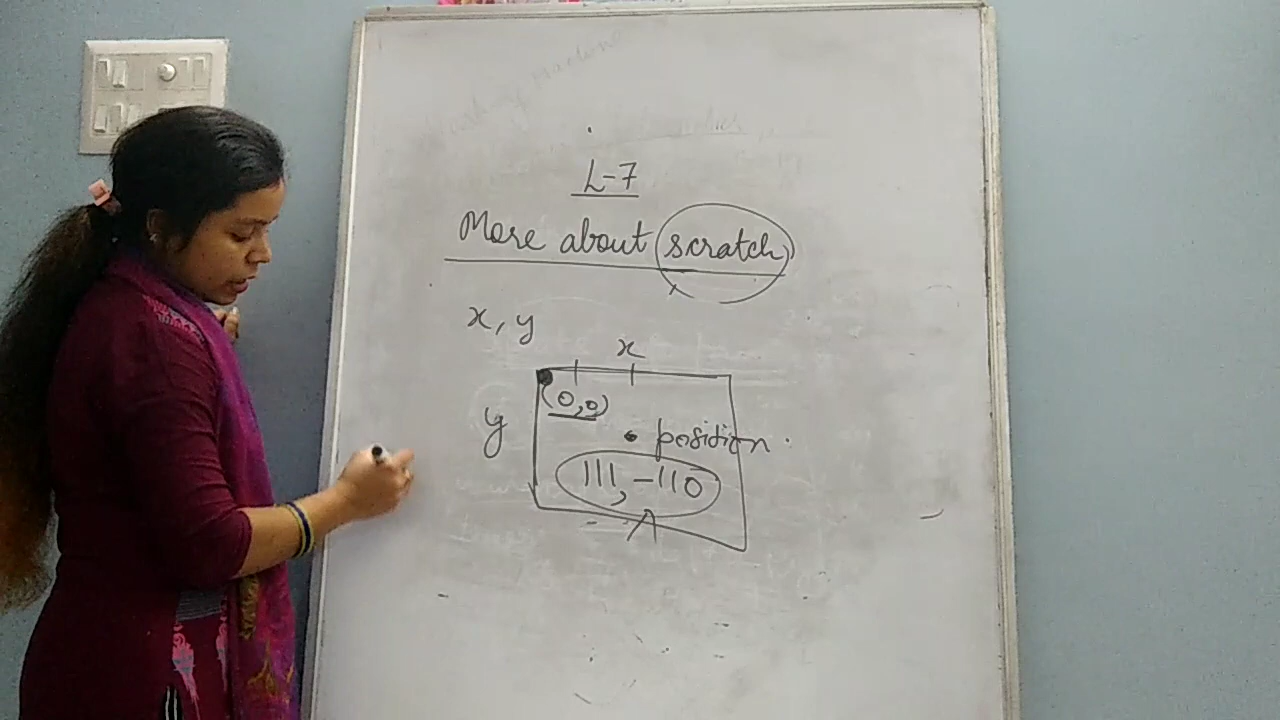 L-7
More about scratch
x, y
x
(0,0)
y
position.
111, -110